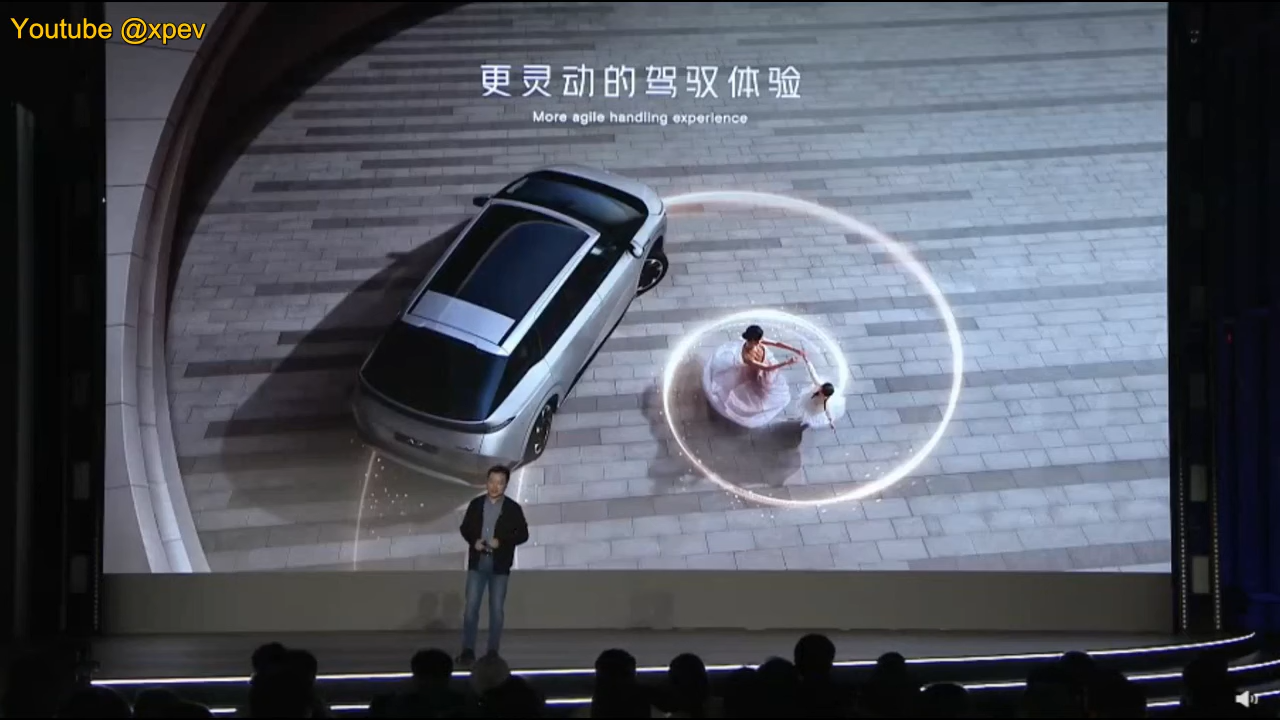 Youtube @xpev
更灵动的驾驭体验
More agile handling experience